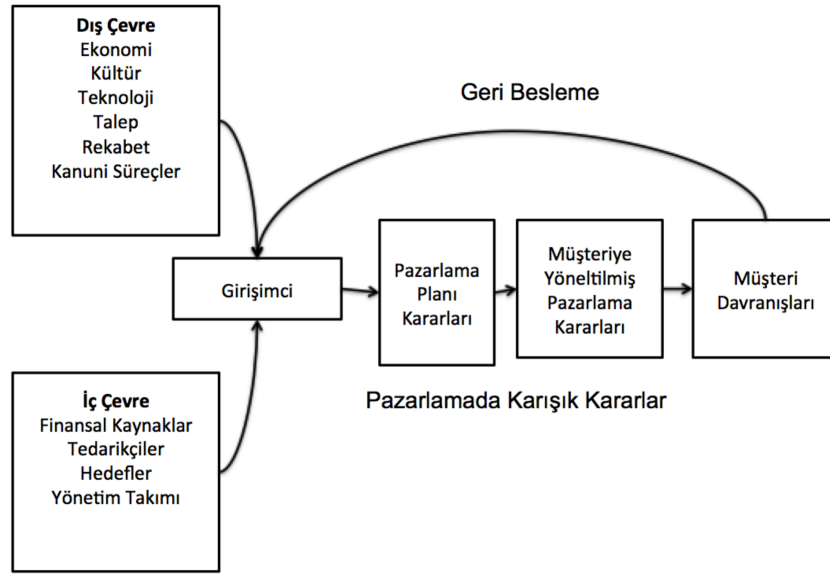 Dış Çevre
Ekonomi
Kültür
Teknoloji
Talep
Rekabet
Kanuni Süreçler
Geri Besleme
Girişimci
Pazarlama
Planı
Kararları
Müşteriye
Yöneltilmiş
Pazarlama
Kararları
Müşteri
Davranışları
Pazarlamada Karışık Kararlar
İç Çevre
Finansal Kaynaklar
Tedarikçiler
Hedefler
Yönetim Takımı